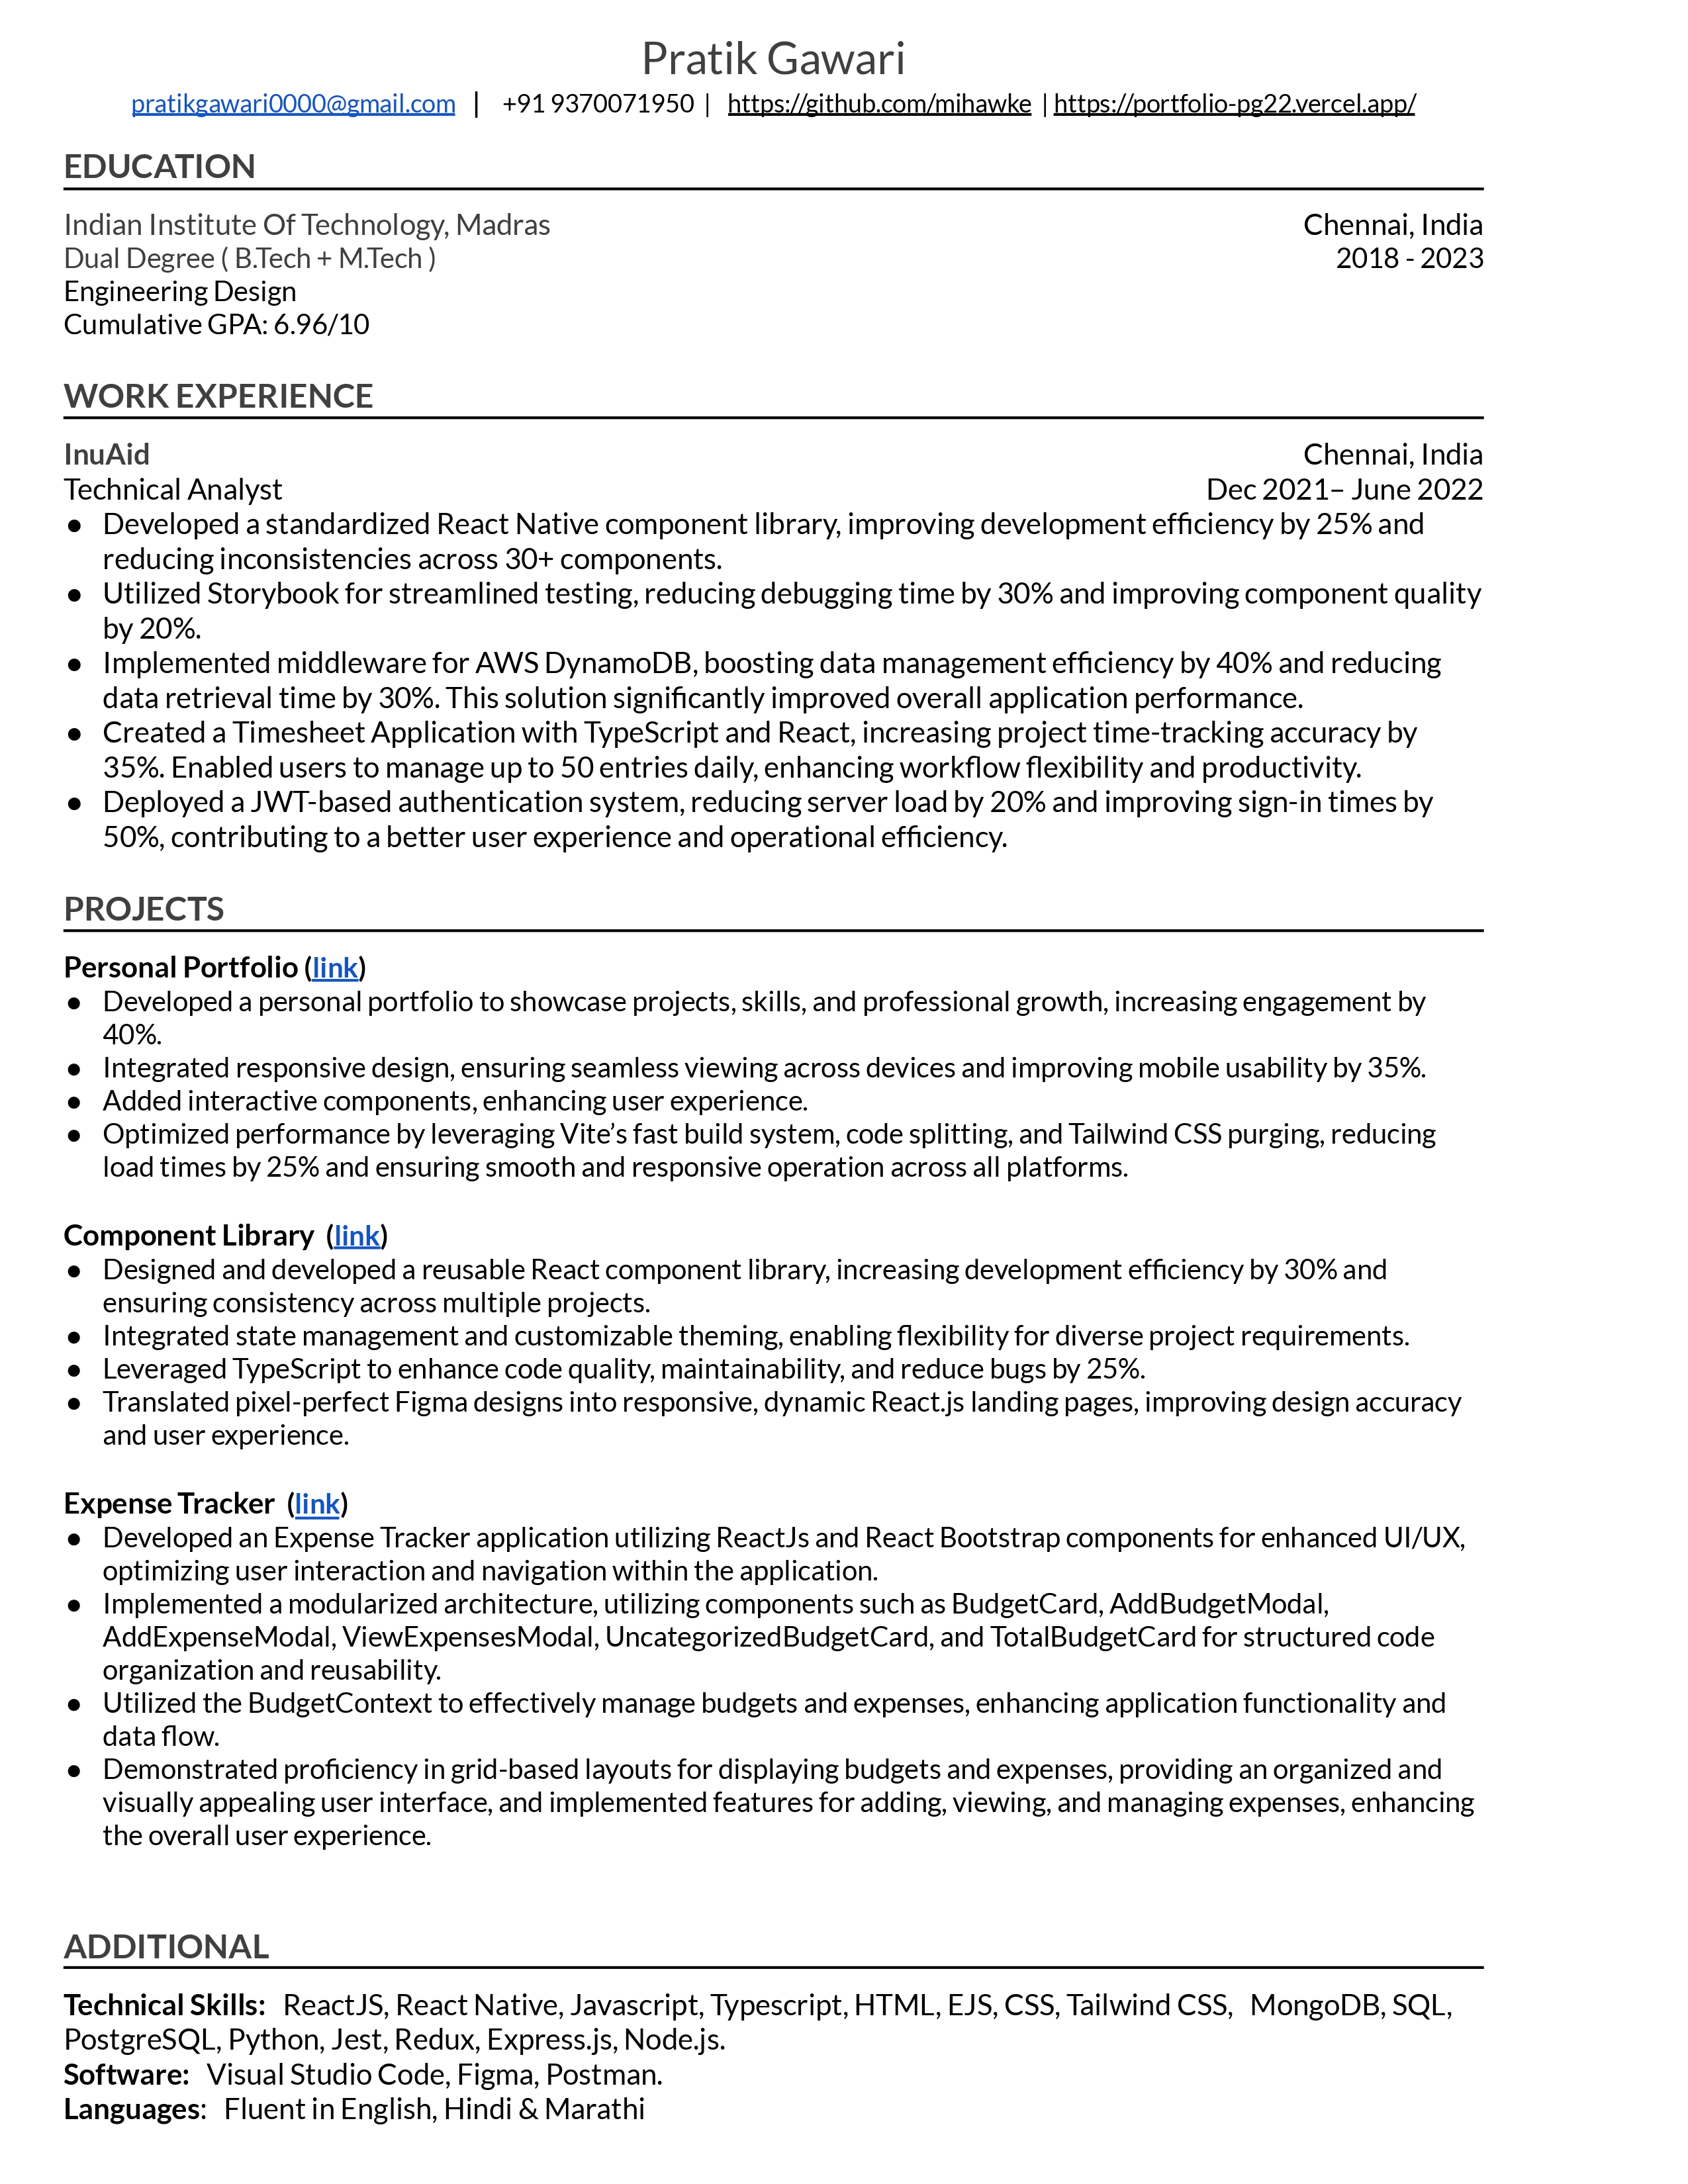 Pratik Gawari
pratikgawari0000@gmail.com | +91 9370071950 | https://github.com/mihawke | https://portfolio-pg22.vercel.app/
EDUCATION
Indian Institute Of Technology, Madras Chennai, India
Dual Degree ( B.Tech + M.Tech ) 2018 - 2023
Engineering Design
Cumulative GPA: 6.96/10
WORK EXPERIENCE
InuAid Chennai, India
Technical Analyst Dec 2021– June 2022
● Developed a standardized React Native component library, improving development efficiency by 25% and
reducing inconsistencies across 30+ components.
● Utilized Storybook for streamlined testing, reducing debugging time by 30% and improving component quality
by 20%.
● Implemented middleware for AWS DynamoDB, boosting data management efficiency by 40% and reducing
data retrieval time by 30%. This solution significantly improved overall application performance.
● Created a Timesheet Application with TypeScript and React, increasing project time-tracking accuracy by
35%. Enabled users to manage up to 50 entries daily, enhancing workflow flexibility and productivity.
● Deployed a JWT-based authentication system, reducing server load by 20% and improving sign-in times by
50%, contributing to a better user experience and operational efficiency.
PROJECTS
Personal Portfolio (link)
● Developed a personal portfolio to showcase projects, skills, and professional growth, increasing engagement by
40%.
● Integrated responsive design, ensuring seamless viewing across devices and improving mobile usability by 35%.
● Added interactive components, enhancing user experience.
● Optimized performance by leveraging Vite’s fast build system, code splitting, and Tailwind CSS purging, reducing
load times by 25% and ensuring smooth and responsive operation across all platforms.
Component Library (link)
● Designed and developed a reusable React component library, increasing development efficiency by 30% and
ensuring consistency across multiple projects.
● Integrated state management and customizable theming, enabling flexibility for diverse project requirements.
● Leveraged TypeScript to enhance code quality, maintainability, and reduce bugs by 25%.
● Translated pixel-perfect Figma designs into responsive, dynamic React.js landing pages, improving design accuracy
and user experience.
Expense Tracker (link)
● Developed an Expense Tracker application utilizing ReactJs and React Bootstrap components for enhanced UI/UX,
optimizing user interaction and navigation within the application.
● Implemented a modularized architecture, utilizing components such as BudgetCard, AddBudgetModal,
AddExpenseModal, ViewExpensesModal, UncategorizedBudgetCard, and TotalBudgetCard for structured code
organization and reusability.
● Utilized the BudgetContext to effectively manage budgets and expenses, enhancing application functionality and
data flow.
● Demonstrated proficiency in grid-based layouts for displaying budgets and expenses, providing an organized and
visually appealing user interface, and implemented features for adding, viewing, and managing expenses, enhancing
the overall user experience.
ADDITIONAL
Technical Skills: ReactJS, React Native, Javascript, Typescript, HTML, EJS, CSS, Tailwind CSS, MongoDB, SQL,
PostgreSQL, Python, Jest, Redux, Express.js, Node.js.
Software: Visual Studio Code, Figma, Postman.
Languages: Fluent in English, Hindi & Marathi